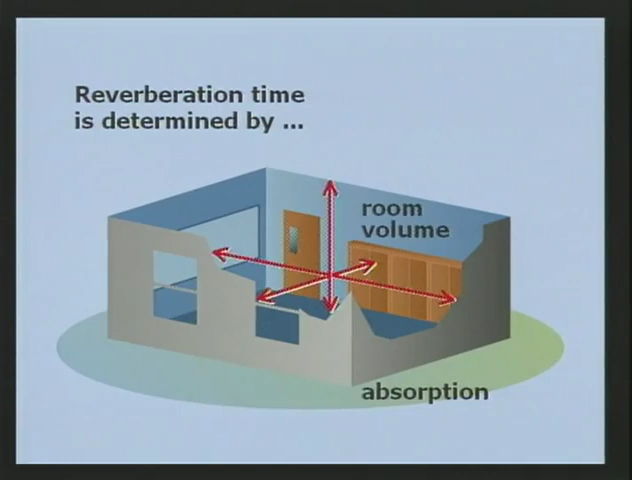 Reverberation time
is determined by ...
room
volume
absorption